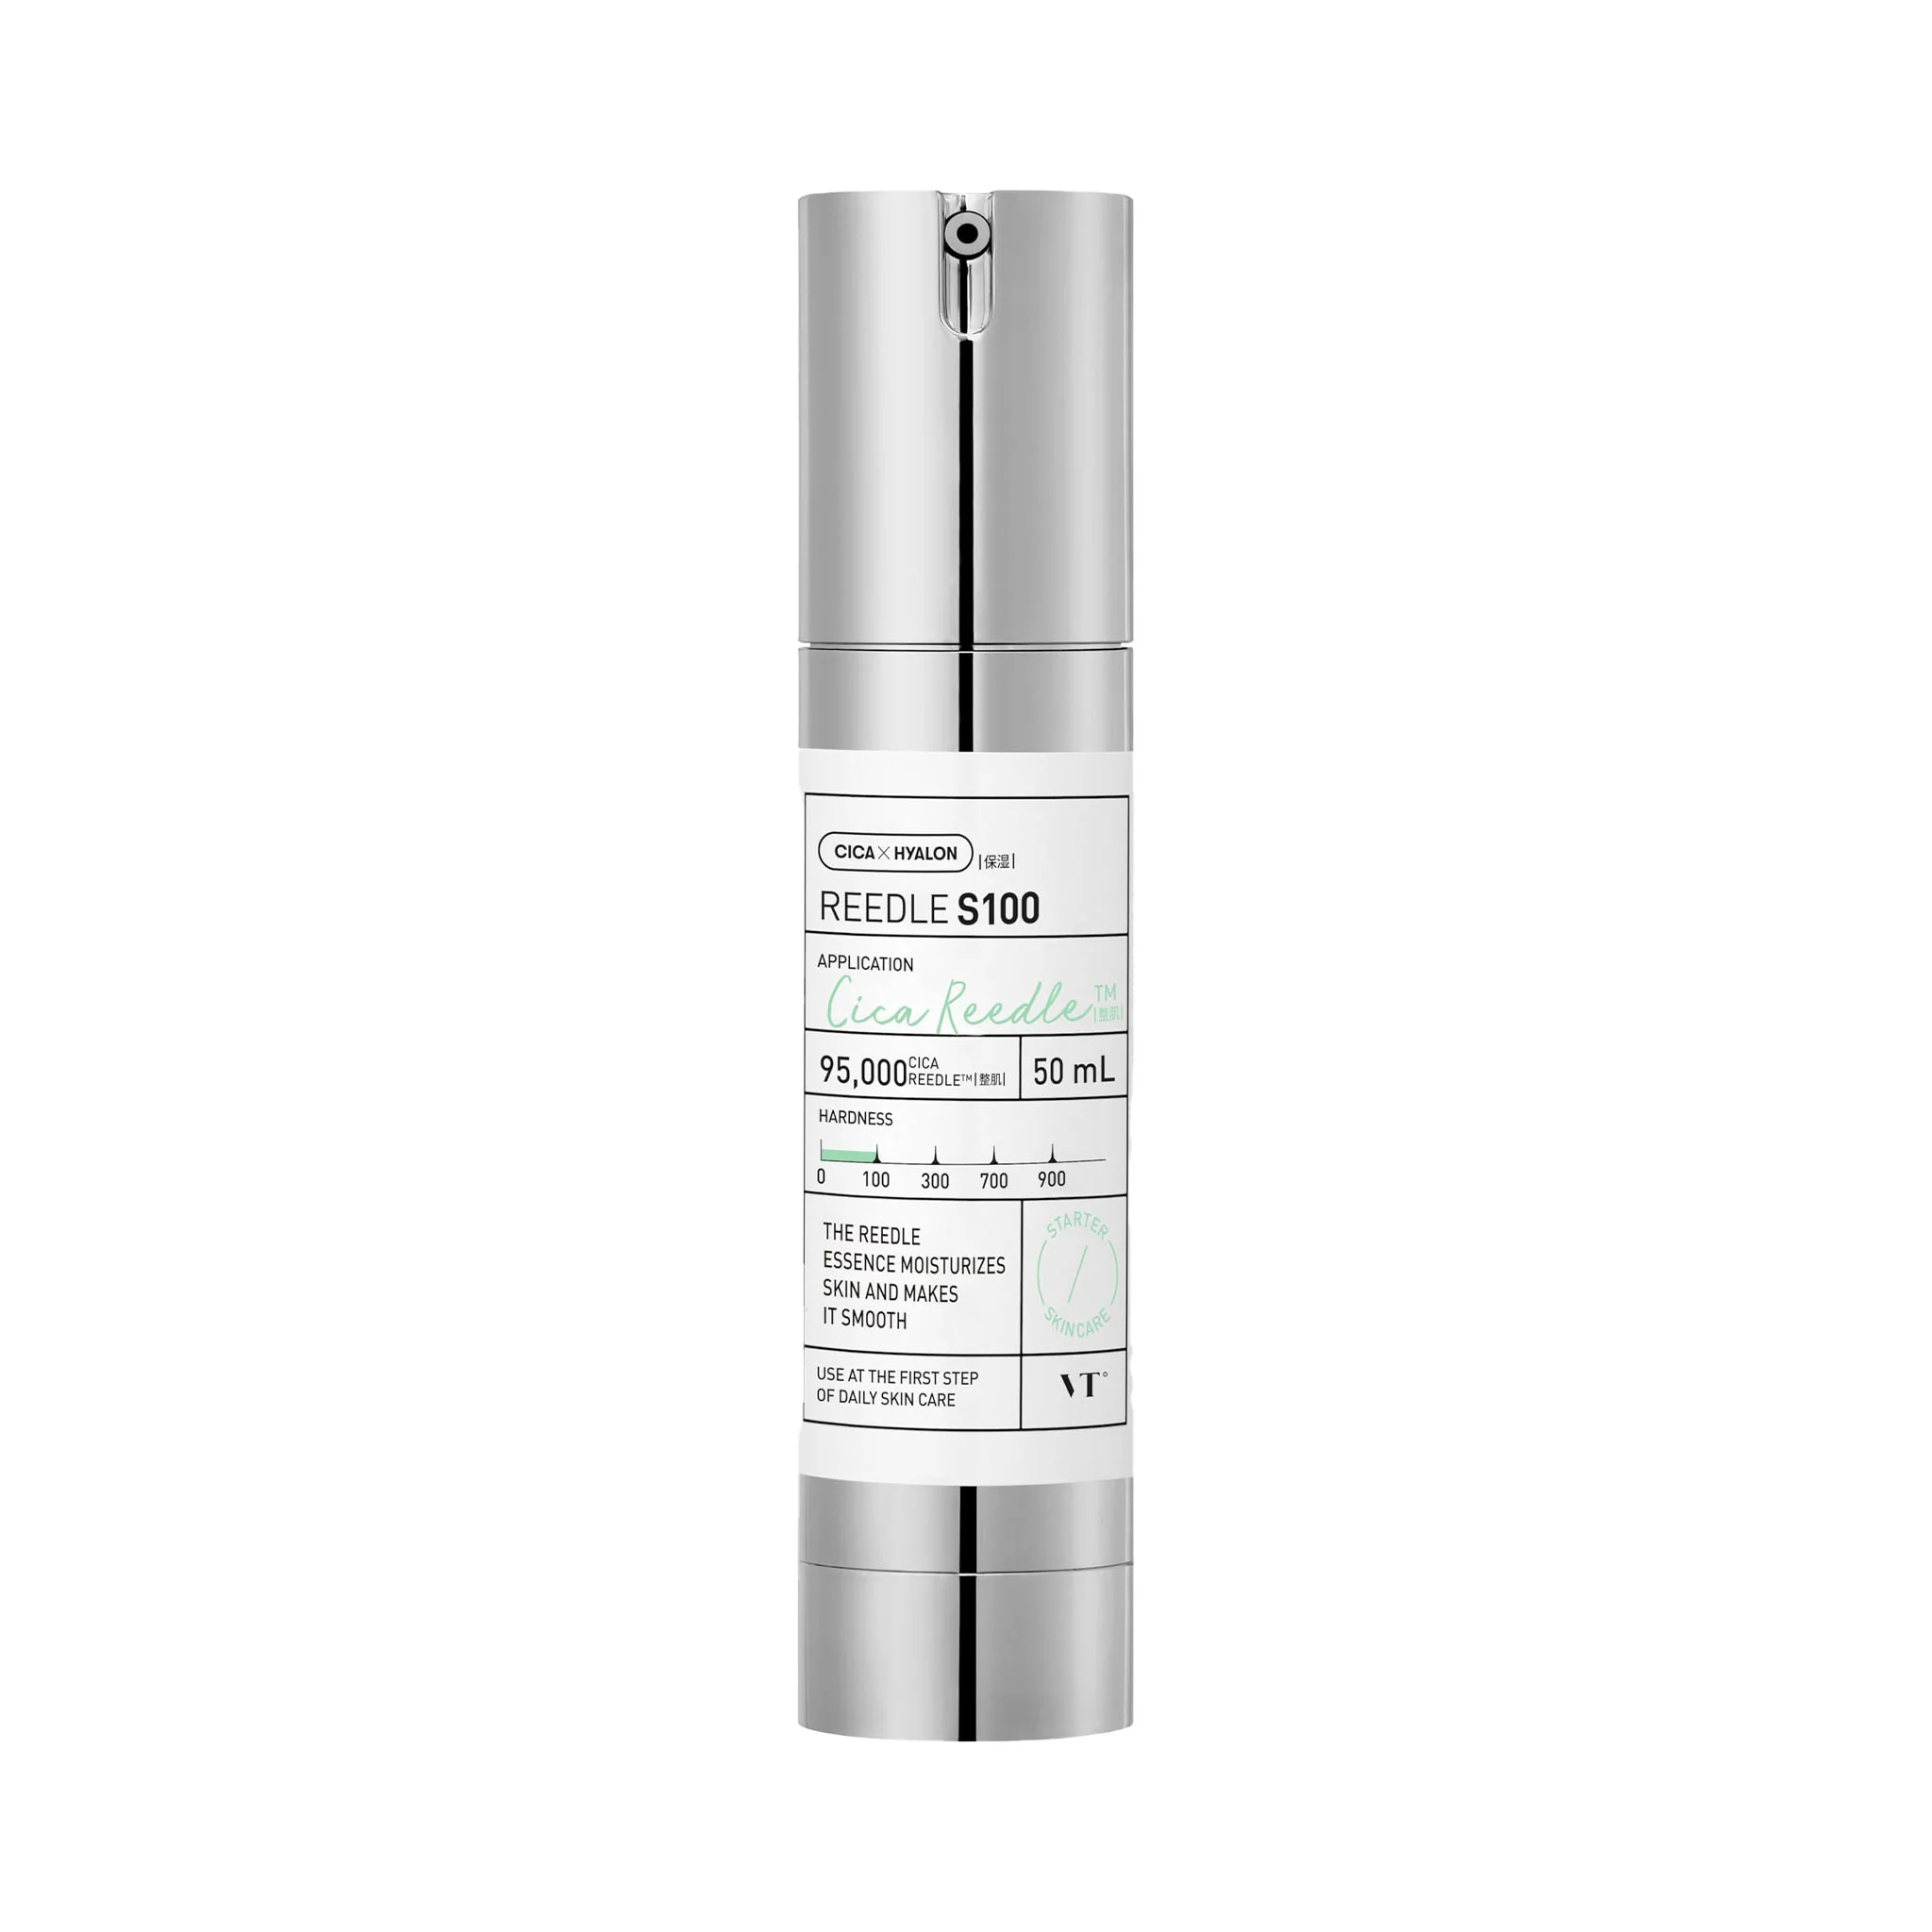 CICA×HYALON |保湿|
REEDLE S100
APPLICATION
Cica Reedle™ |整肌|
95,000 CICA
REEDLE™|整肌|
50 mL
HARDNESS
0 100 300 700 900
THE REEDLE
ESSENCE MOISTURIZES
SKIN AND MAKES
IT SMOOTH
STARTER
SKINCARE
USE AT THE FIRST STEP
OF DAILY SKIN CARE
VT°